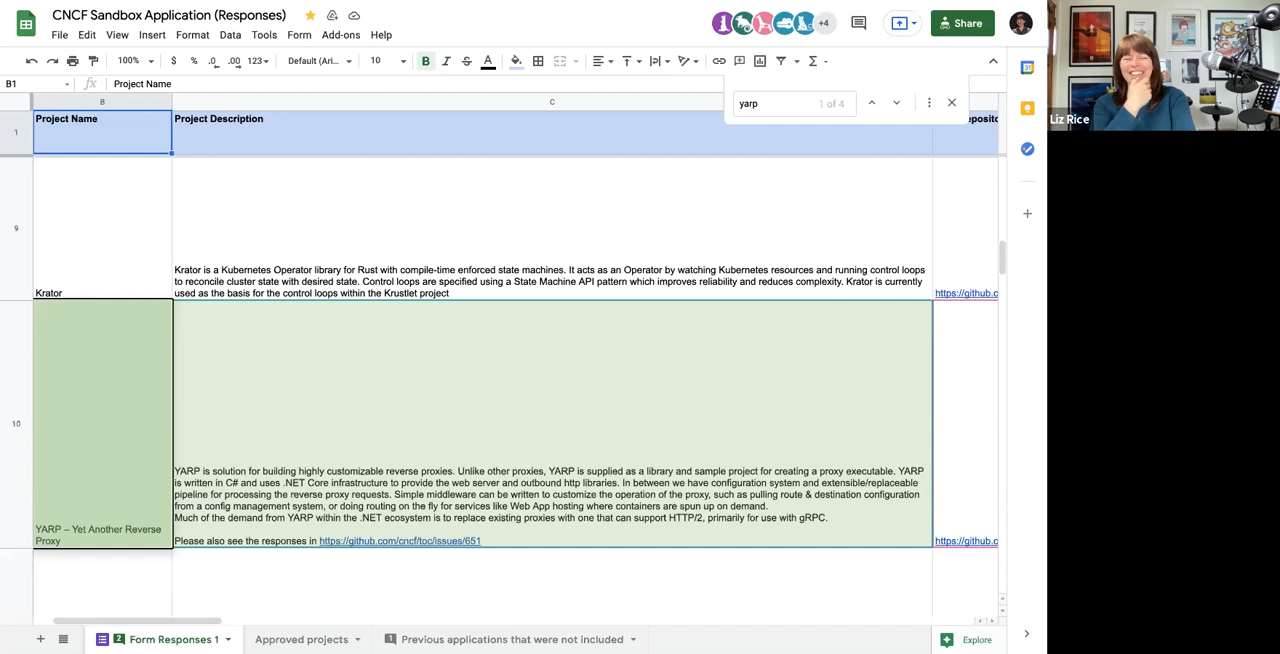 CNCF Sandbox Application (Responses)
File Edit View Insert Format Data Tools Form Add-ons Help
+4
Share
100% $ % .0 .00 123 Default (Ari... 10 B I S A
B1 fx Project Name
yarp 1 of 4
B C
1 Project Name Project Description
Liz Rice
9
Krator is a Kubernetes Operator library for Rust with compile-time enforced state machines. It acts as an Operator by watching Kubernetes resources and running control loops
to reconcile cluster state with desired state. Control loops are specified using a State Machine API pattern which improves reliability and reduces complexity. Krator is currently
Krator used as the basis for the control loops within the Krustlet project https://github.c
10
YARP is solution for building highly customizable reverse proxies. Unlike other proxies, YARP is supplied as a library and sample project for creating a proxy executable. YARP
is written in C# and uses .NET Core infrastructure to provide the web server and outbound http libraries. In between we have configuration system and extensible/replaceable
pipeline for processing the reverse proxy requests. Simple middleware can be written to customize the operation of the proxy, such as pulling route & destination configuration
from a config management system, or doing routing on the fly for services like Web App hosting where containers are spun up on demand.
Much of the demand from YARP within the .NET ecosystem is to replace existing proxies with one that can support HTTP/2, primarily for use with gRPC.
YARP – Yet Another Reverse
Proxy
Please also see the responses in https://github.com/cncf/toc/issues/651 https://github.c
2 Form Responses 1 Approved projects 1 Previous applications that were not included Explore